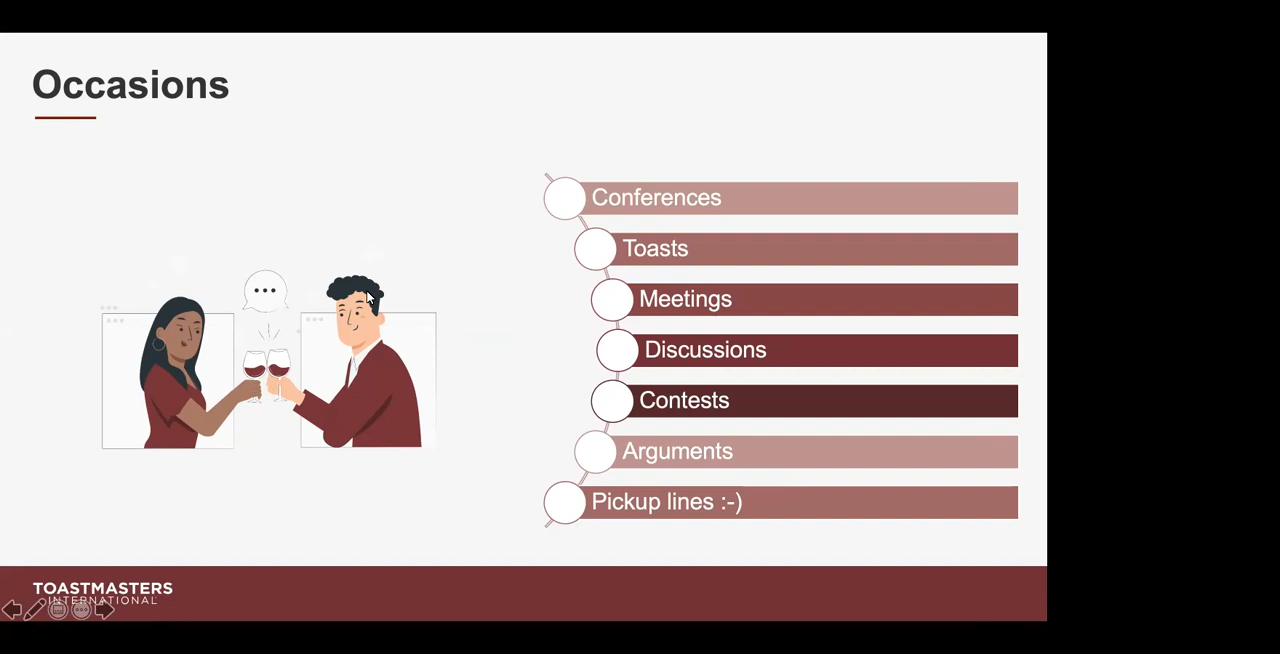 Occasions
Conferences
Toasts
Meetings
Discussions
Contests
Arguments
Pickup lines :-)
TOASTMASTERS
INTERNATIONAL